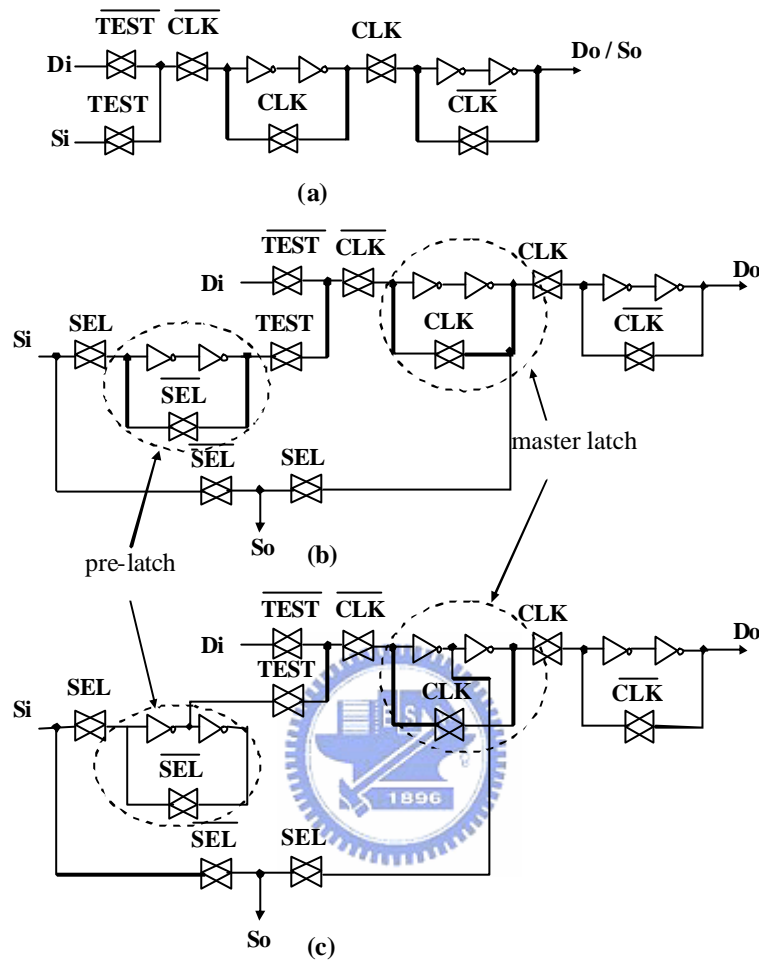 TEST CLK
Di CLK Do / So
TEST CLK CLK
Si
(a)
TEST CLK CLK
Di Do
SEL TEST CLK CLK
Si
SEL
SEL SEL master latch
So
pre-latch (b)
TEST CLK CLK
Di Do
TEST
SEL CLK CLK
Si
SEL
1896
SEL SEL
So
(c)